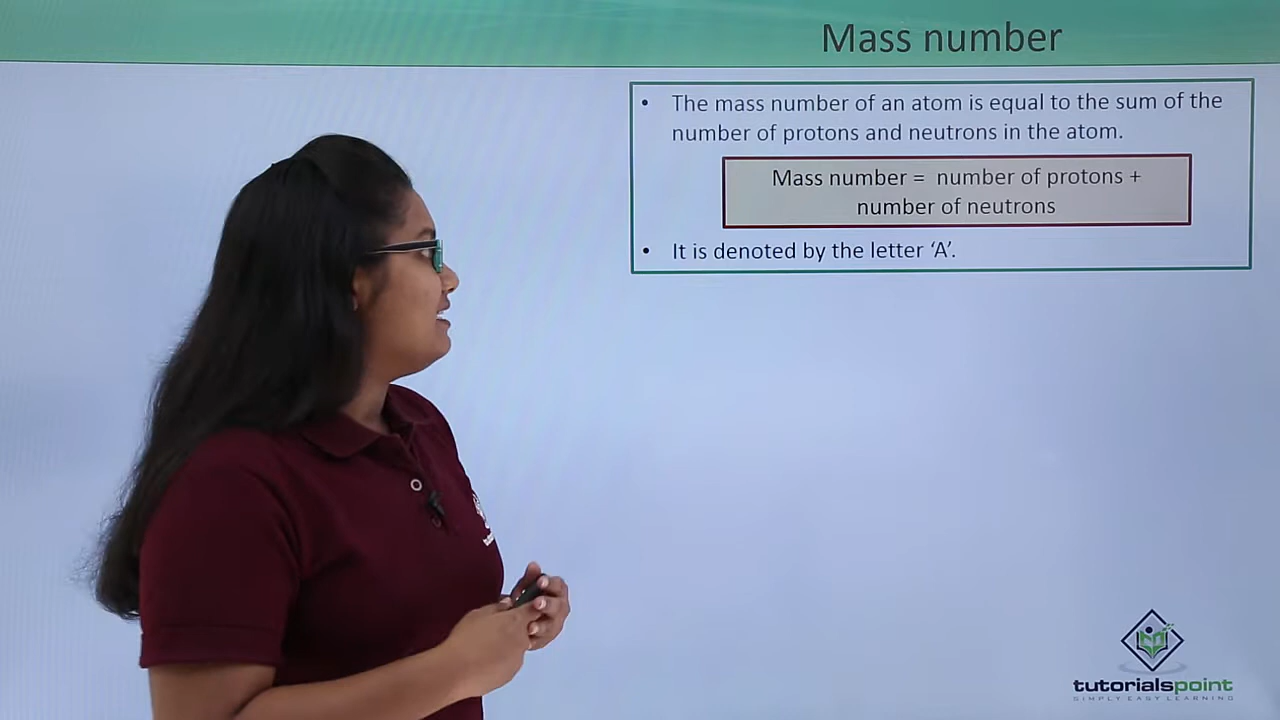 Mass number
• The mass number of an atom is equal to the sum of the
number of protons and neutrons in the atom.
Mass number = number of protons +
number of neutrons
• It is denoted by the letter ‘A’.
tutorialspoint
SIMPLY EASY LEARNING